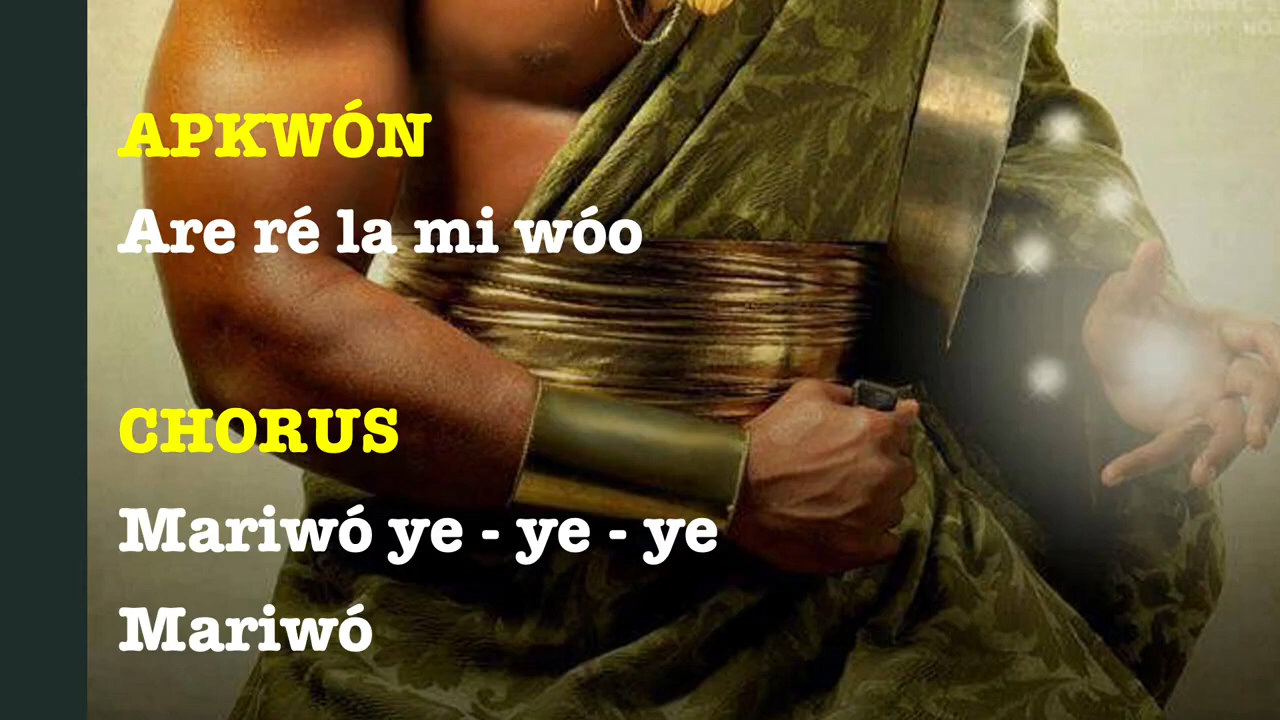 APKWÓN
Are ré la mi wóo
CHORUS
Mariwó ye - ye - ye
Mariwó